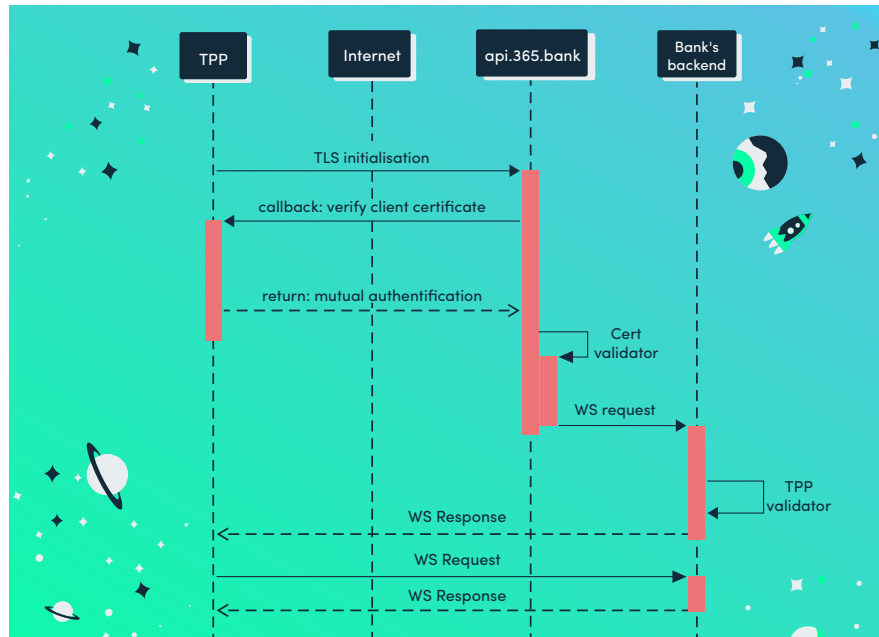 TPP
Internet
api.365.bank
Bank's
backend
TLS initialisation
callback: verify client certificate
return: mutual authentification
Cert
validator
WS request
TPP
validator
WS Response
WS Request
WS Response